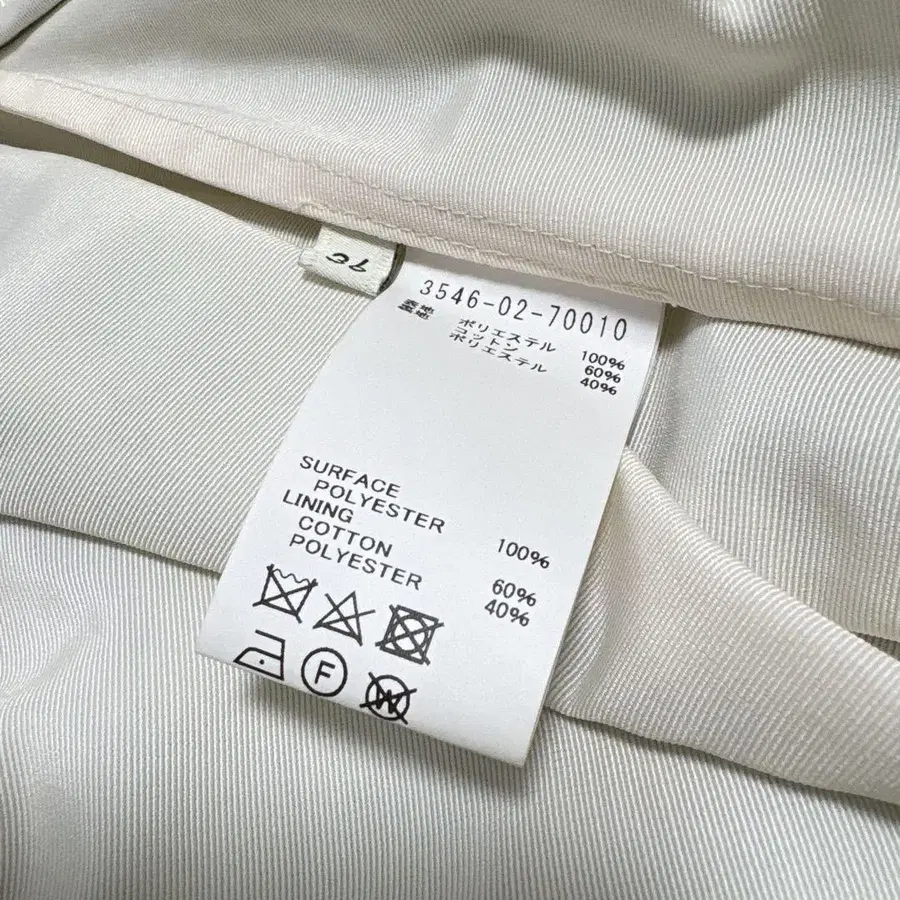 36
3546-02-70010
表地 ポリエステル 100%
裏地 コットン 60%
ポリエステル 40%
SURFACE
POLYESTER 100%
LINING
COTTON 60%
POLYESTER 40%
F
W